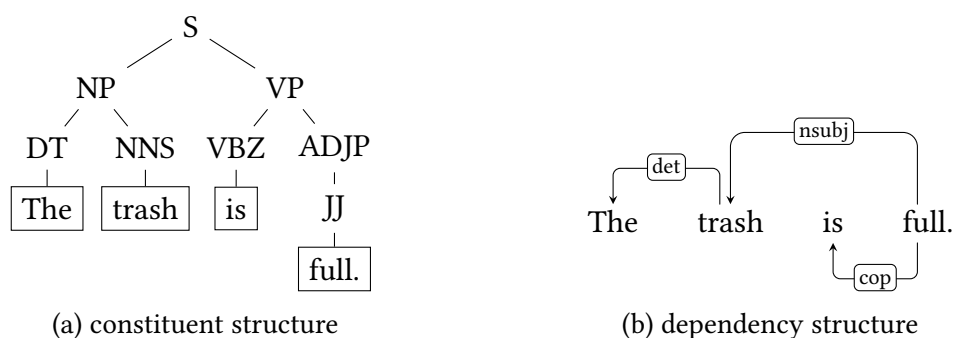 S
NP VP
DT NNS VBZ ADJP
The trash is JJ
full.
(a) constituent structure
nsubj
det
The trash is full.
cop
(b) dependency structure